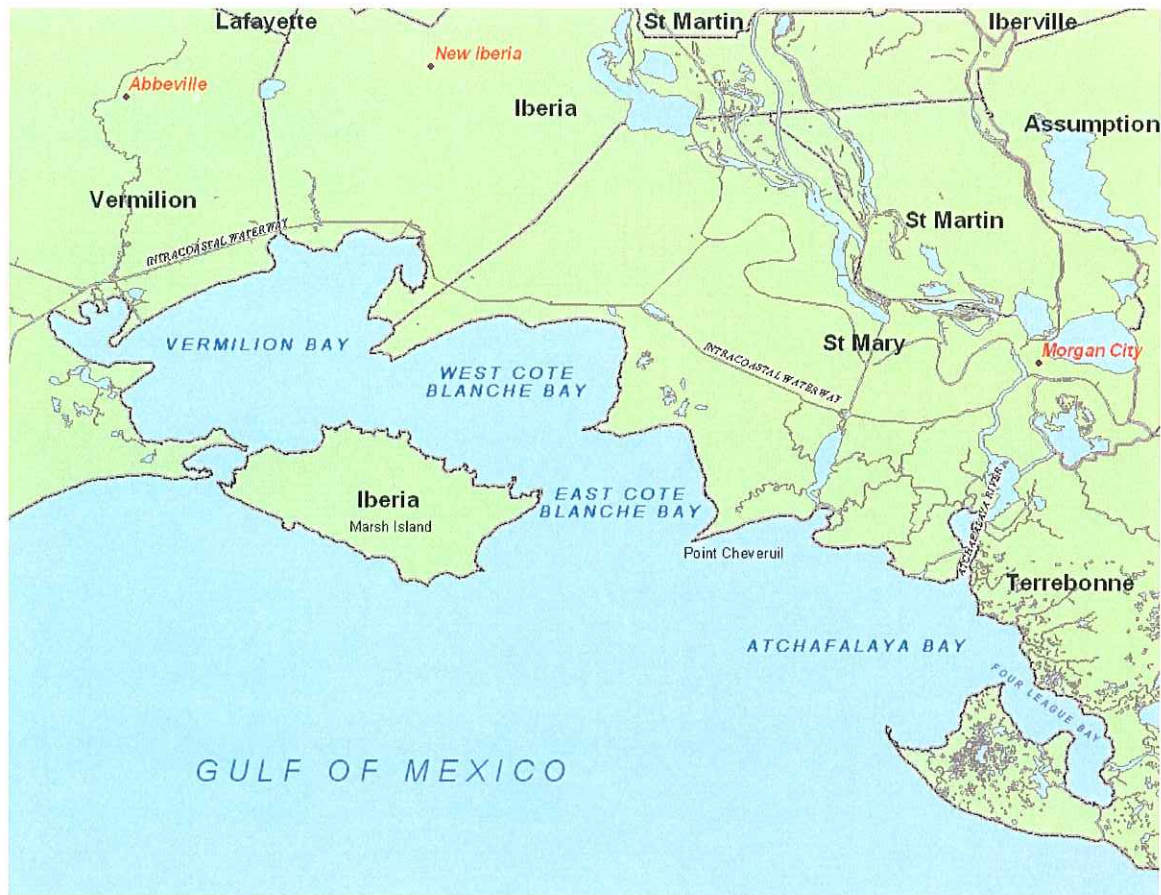 Lafayette
St Martin
Iberville
New Iberia
Abbeville
Iberia
Assumption
Vermilion
St Martin
INTRACOASTAL WATERWAY
VERMILION BAY
St Mary
Morgan City
INTRACOASTAL WATERWAY
WEST COTE
BLANCHE BAY
Iberia
Marsh Island
EAST COTE
BLANCHE BAY
Point Cheveruil
ATCHAFALAYA RIVER
Terrebonne
ATCHAFALAYA BAY
FOUR LEAGUE BAY
GULF OF MEXICO